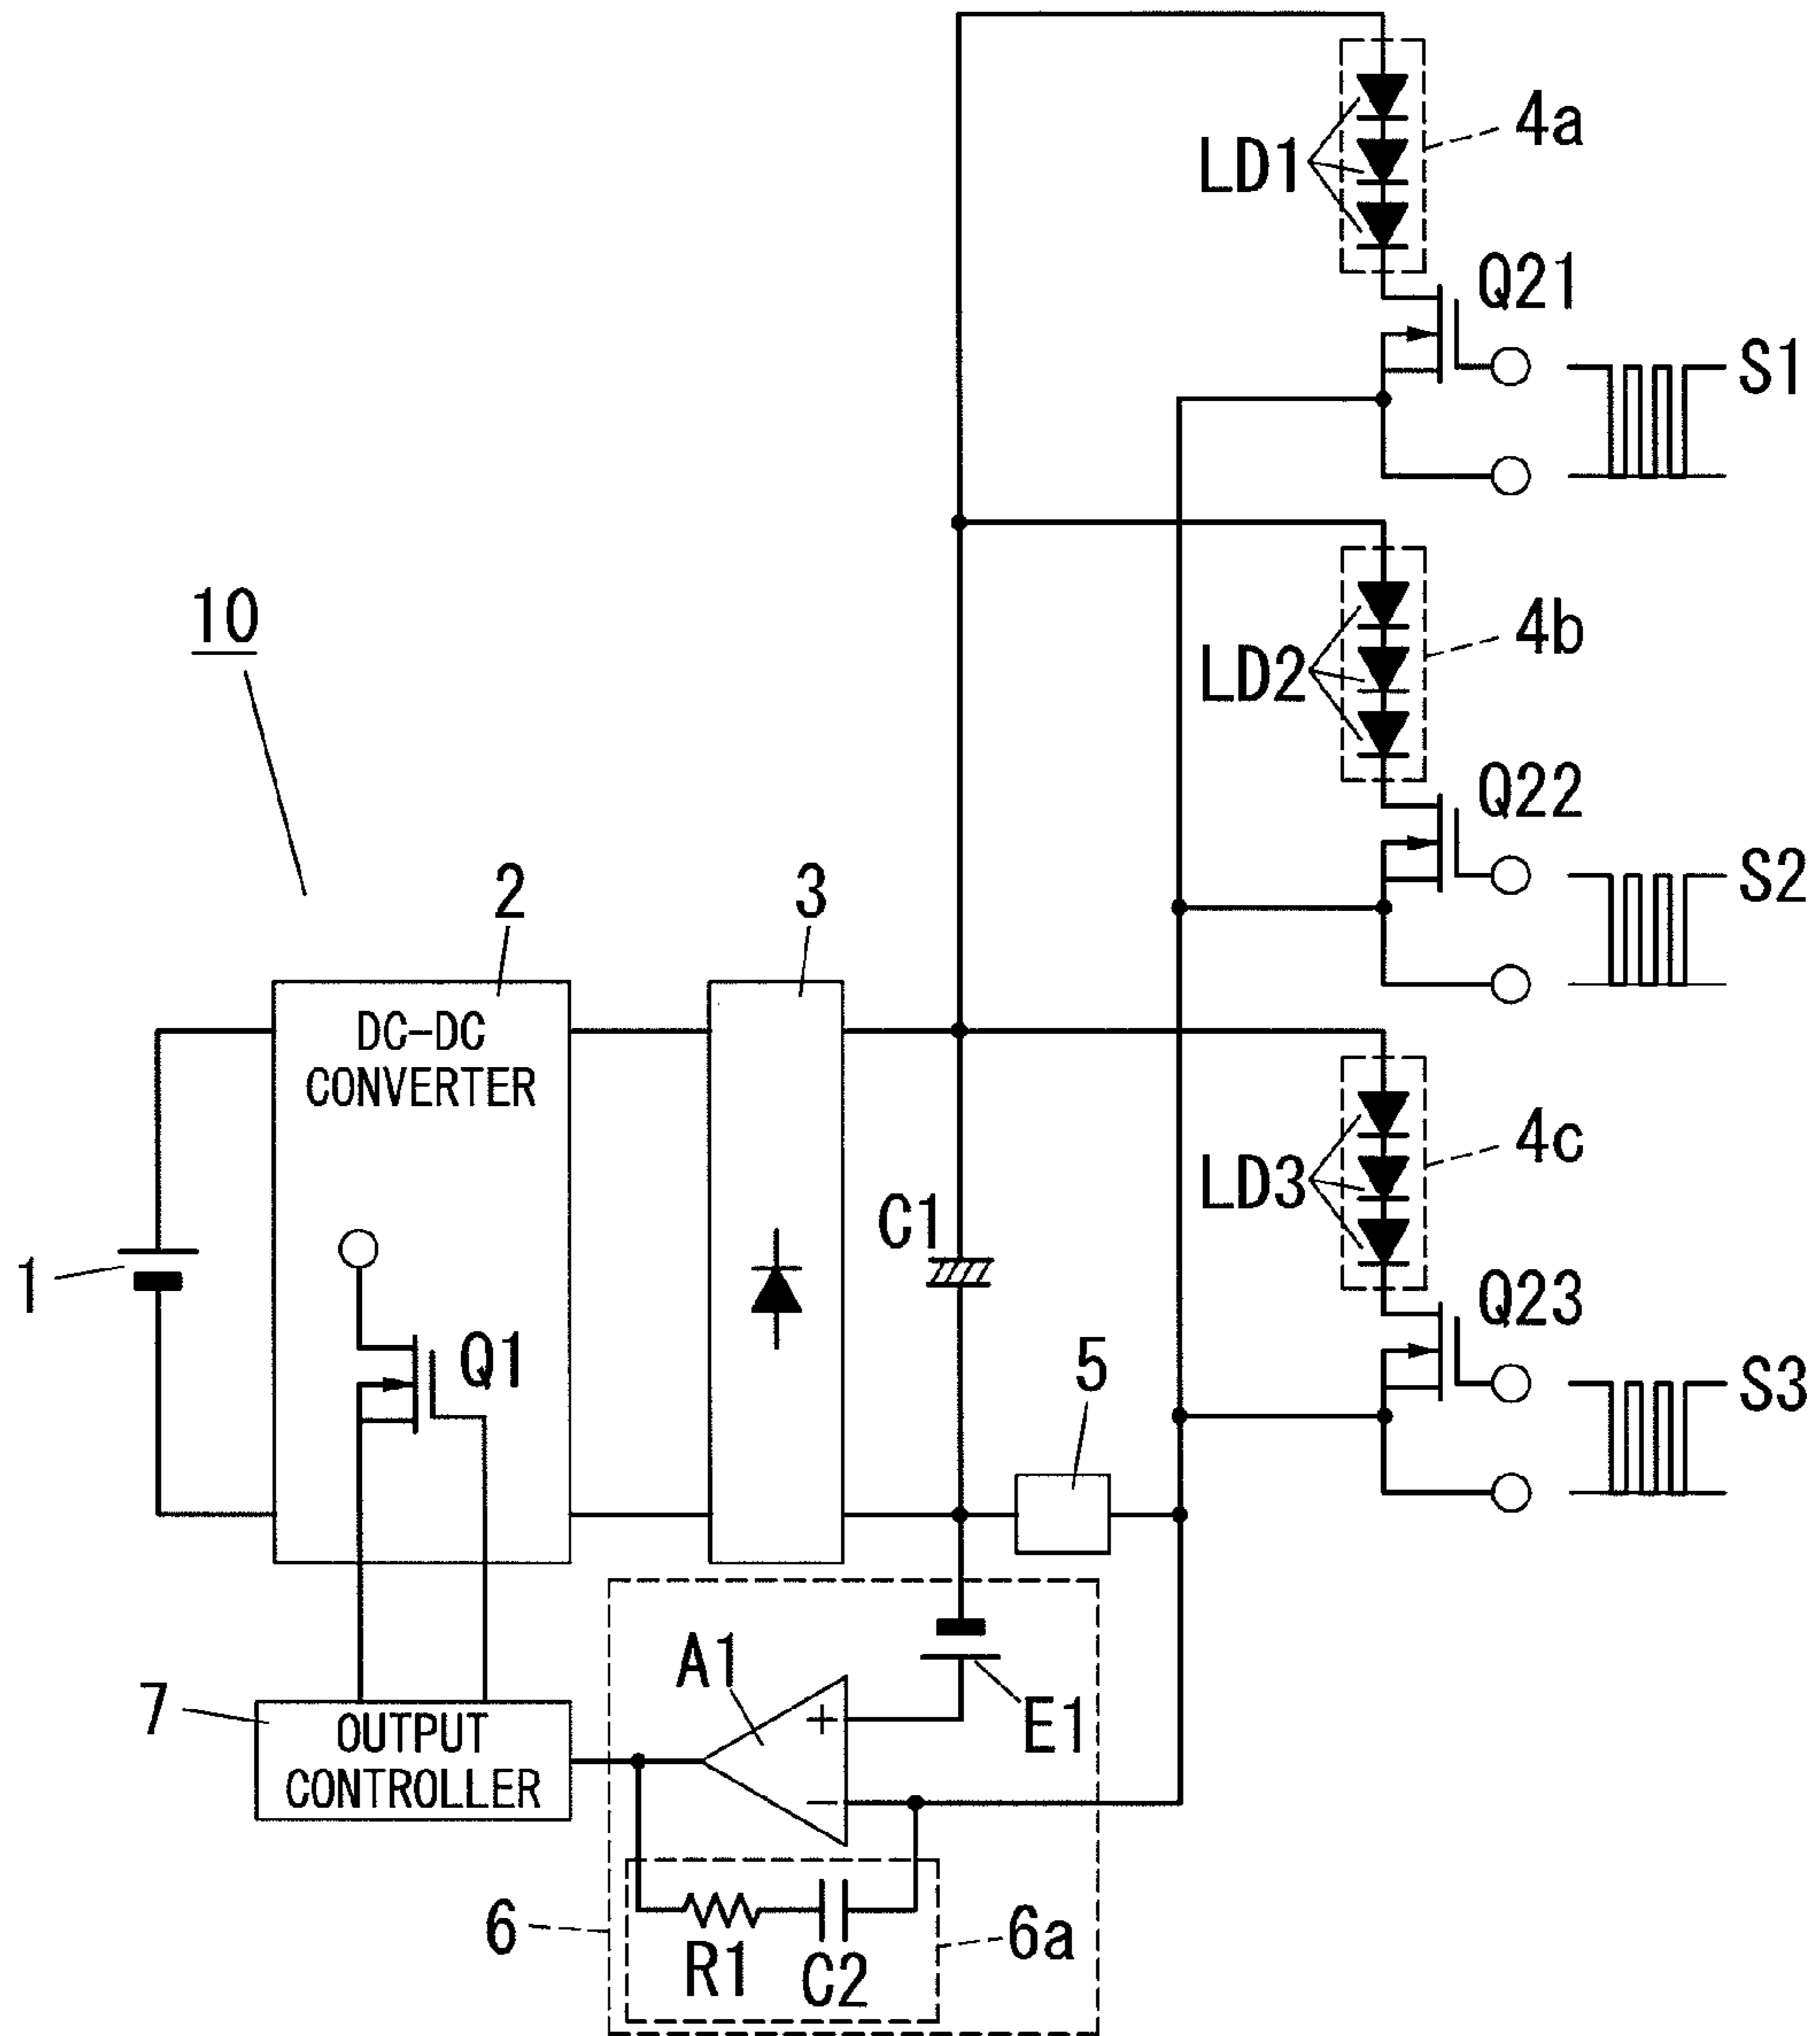 4a
LD1
Q21
S1
4b
LD2
10
Q22
S2
2
3
DC-DC
CONVERTER
4c
LD3
C1
1
Q23
Q1
5
S3
A1
E1
7
OUTPUT
CONTROLLER
+
−
6
6a
R1
C2